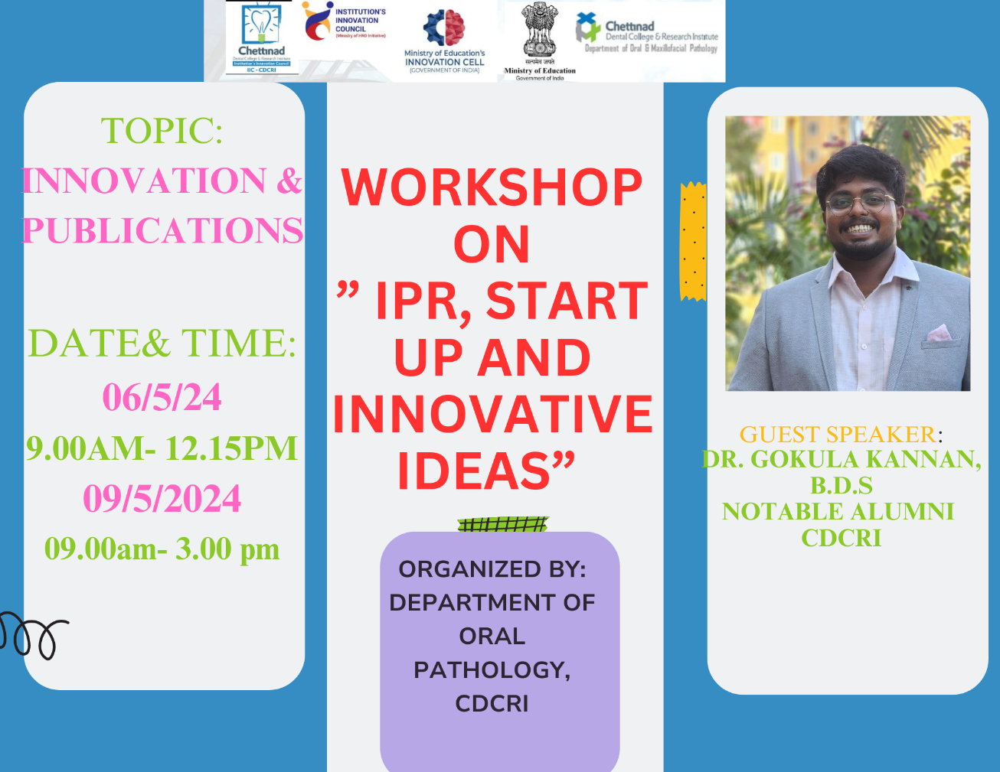 Chettinad
Dental College & Research Institute
Institution's Innovation Council
IIC - CDCRI
INSTITUTION'S
INNOVATION
COUNCIL
(Ministry of HRD Initiative)
Ministry of Education's
INNOVATION CELL
(GOVERNMENT OF INDIA)
सत्यमेव जयते
Ministry of Education
Government of India
Chettinad
Dental College & Research Institute
Department of Oral & Maxillofacial Pathology
TOPIC:
INNOVATION &
PUBLICATIONS
DATE& TIME:
06/5/24
9.00AM- 12.15PM
09/5/2024
09.00am- 3.00 pm
WORKSHOP
ON
” IPR, START
UP AND
INNOVATIVE
IDEAS”
ORGANIZED BY:
DEPARTMENT OF
ORAL
PATHOLOGY,
CDCRI
GUEST SPEAKER:
DR. GOKULA KANNAN,
B.D.S
NOTABLE ALUMNI
CDCRI